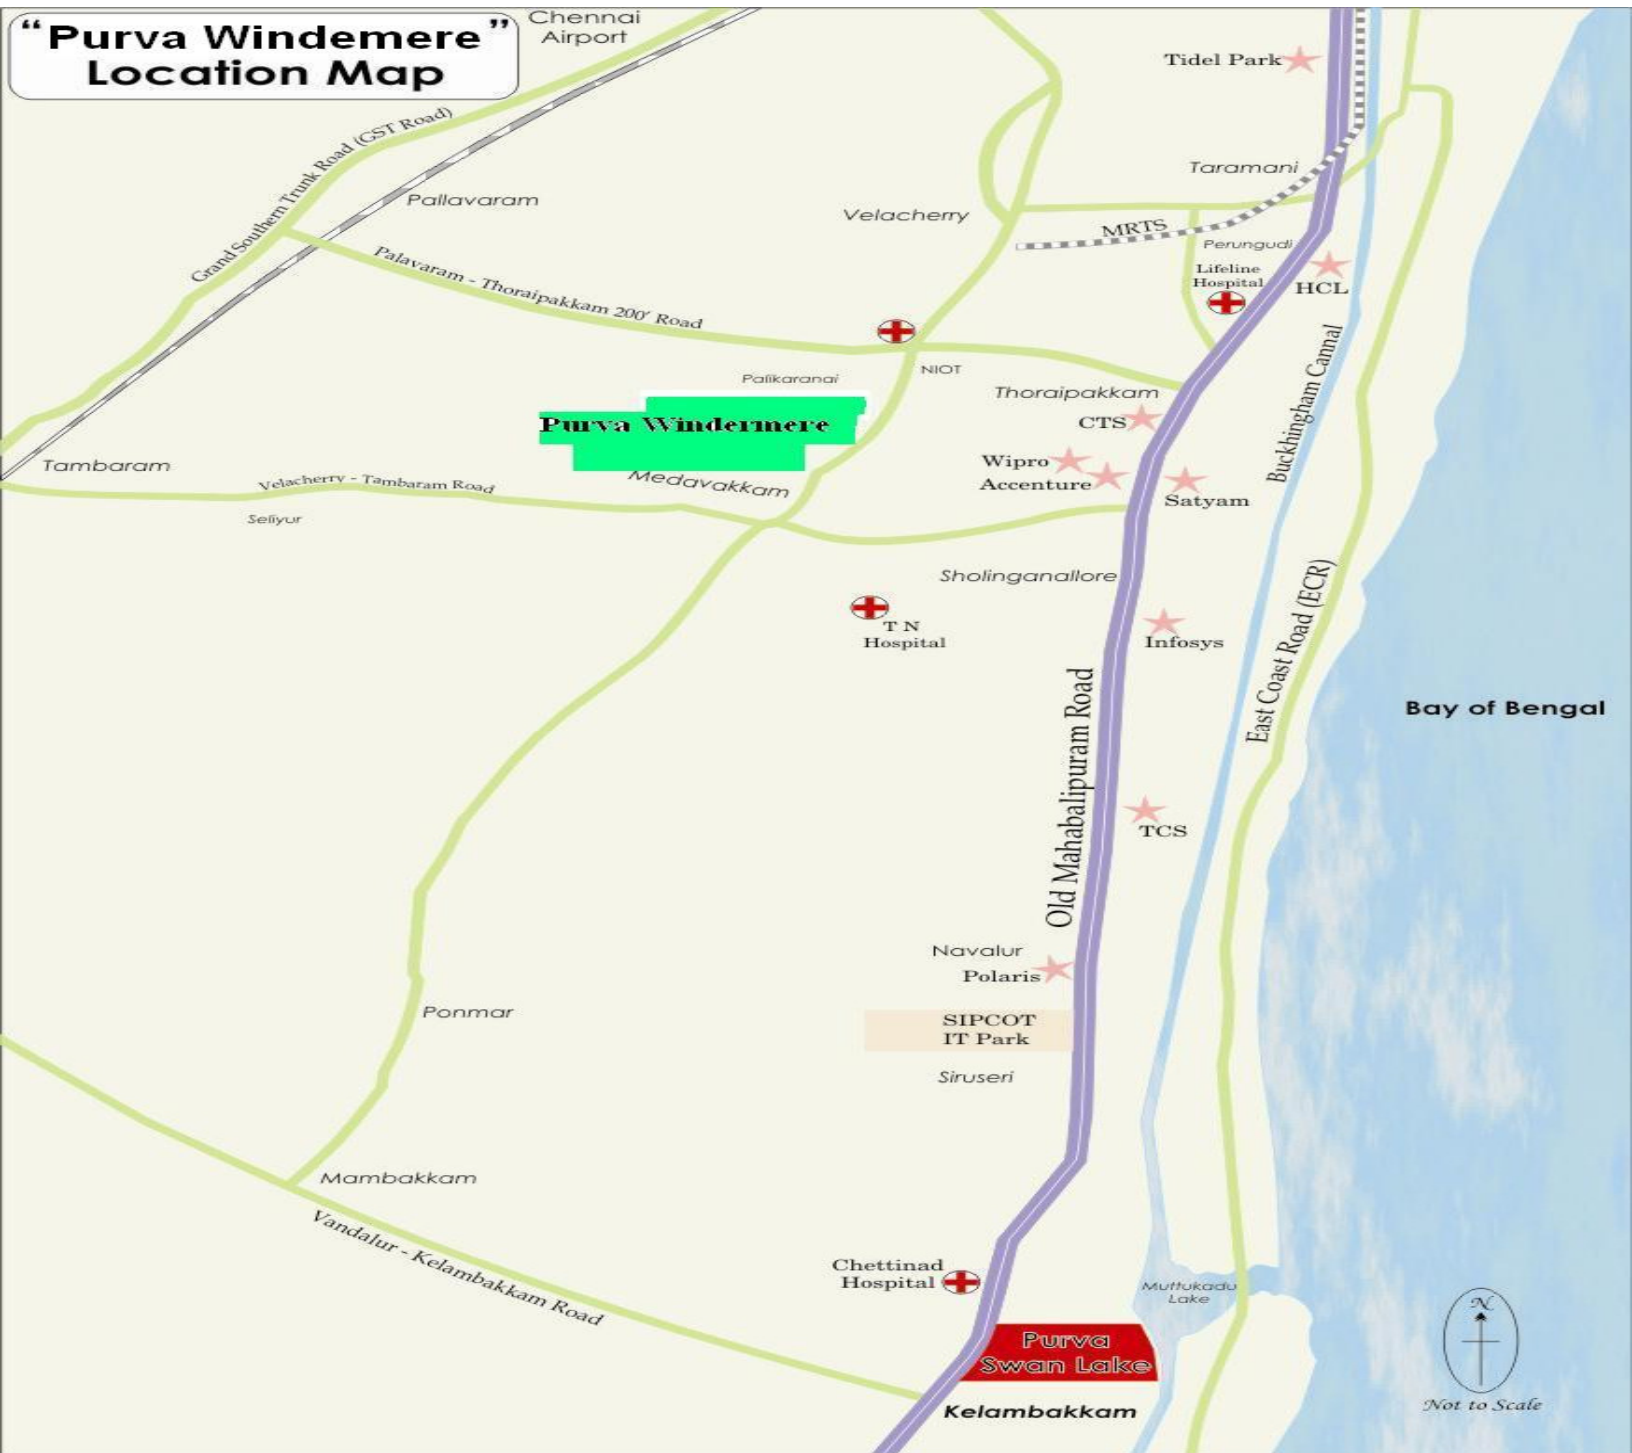 “Purva Windemere”
Location Map
Chennai
Airport
Tidel Park
Grand Southern Trunk Road (GST Road)
Taramani
Pallavaram
Velacherry
MRTS
Perungudi
Lifeline
Hospital
HCL
Palavaram - Thoraipakkam 200' Road
Buckhingham Cannal
NIOT
Palikaranai
Thoraipakkam
CTS
Purva Windermere
Wipro
Accenture
Tambaram
Velacherry - Tambaram Road
Medavakkam
Satyam
Seliyur
Sholinganallore
East Coast Road (ECR)
T N
Hospital
Infosys
Old Mahabalipuram Road
Bay of Bengal
TCS
Navalur
Polaris
Ponmar
SIPCOT
IT Park
Siruseri
Mambakkam
Vandalur - Kelambakkam Road
Chettinad
Hospital
Muttukadu
Lake
N
Purva
Swan Lake
Not to Scale
Kelambakkam